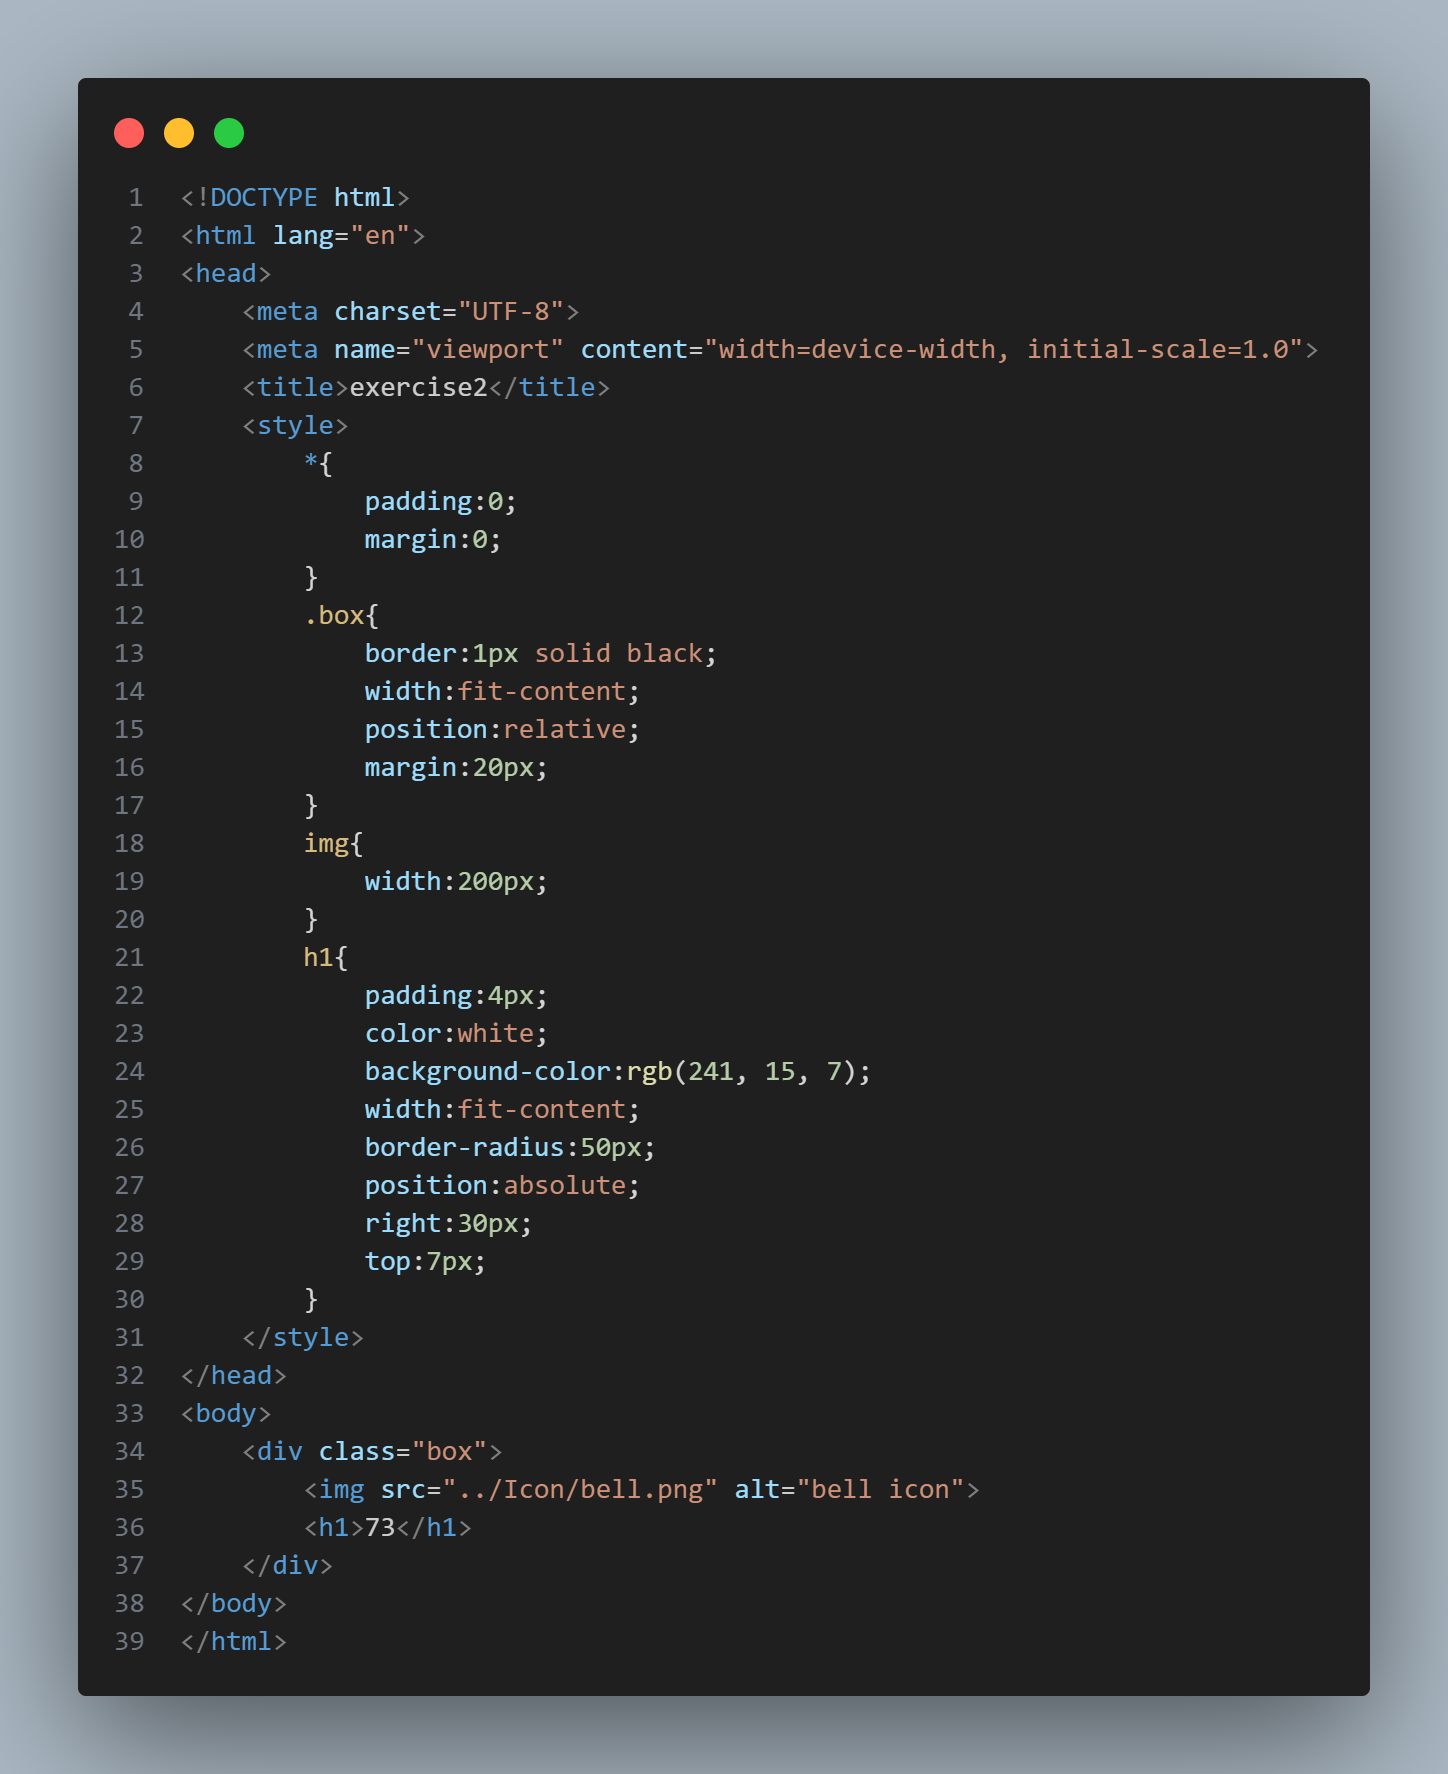 1 <!DOCTYPE html>
2 <html lang="en">
3 <head>
4     <meta charset="UTF-8">
5     <meta name="viewport" content="width=device-width, initial-scale=1.0">
6     <title>exercise2</title>
7     <style>
8         *{
9             padding:0;
10             margin:0;
11         }
12         .box{
13             border:1px solid black;
14             width:fit-content;
15             position:relative;
16             margin:20px;
17         }
18         img{
19             width:200px;
20         }
21         h1{
22             padding:4px;
23             color:white;
24             background-color:rgb(241, 15, 7);
25             width:fit-content;
26             border-radius:50px;
27             position:absolute;
28             right:30px;
29             top:7px;
30         }
31     </style>
32 </head>
33 <body>
34     <div class="box">
35         <img src="../Icon/bell.png" alt="bell icon">
36         <h1>73</h1>
37     </div>
38 </body>
39 </html>